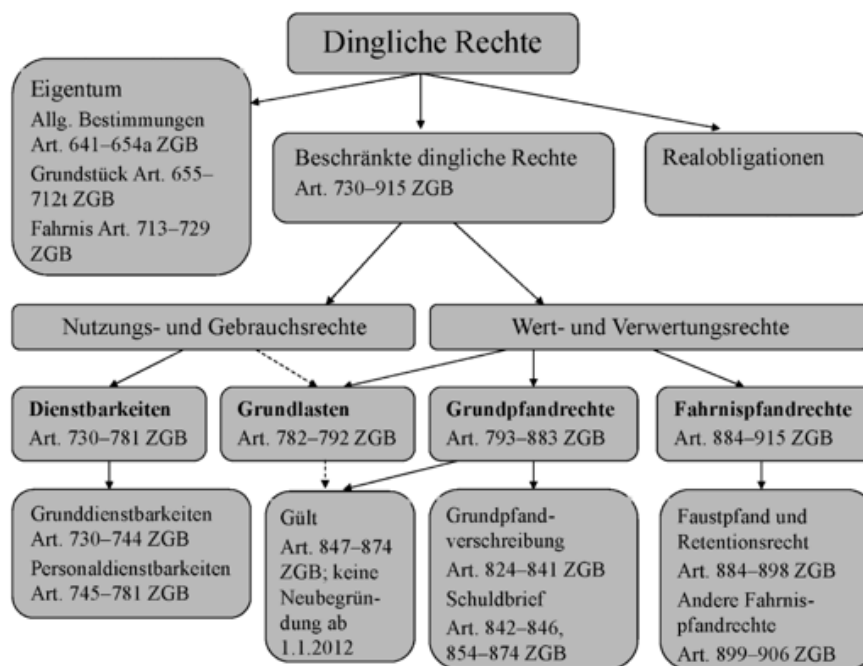 Dingliche Rechte
Eigentum
Allg. Bestimmungen
Art. 641–654a ZGB
Grundstück Art. 655–
712t ZGB
Fahrnis Art. 713–729
ZGB
Beschränkte dingliche Rechte
Art. 730–915 ZGB
Realobligationen
Nutzungs- und Gebrauchsrechte
Wert- und Verwertungsrechte
Dienstbarkeiten
Art. 730–781 ZGB
Grundlasten
Art. 782–792 ZGB
Grundpfandrechte
Art. 793–883 ZGB
Fahrnispfandrechte
Art. 884–915 ZGB
Grunddienstbarkeiten
Art. 730–744 ZGB
Personaldienstbarkeiten
Art. 745–781 ZGB
Gült
Art. 847–874
ZGB; keine
Neubegrün-
dung ab
1.1.2012
Grundpfand-
verschreibung
Art. 824–841 ZGB
Schuldbrief
Art. 842–846,
854–874 ZGB
Faustpfand und
Retentionsrecht
Art. 884–898 ZGB
Andere Fahrnis-
pfandrechte
Art. 899–906 ZGB